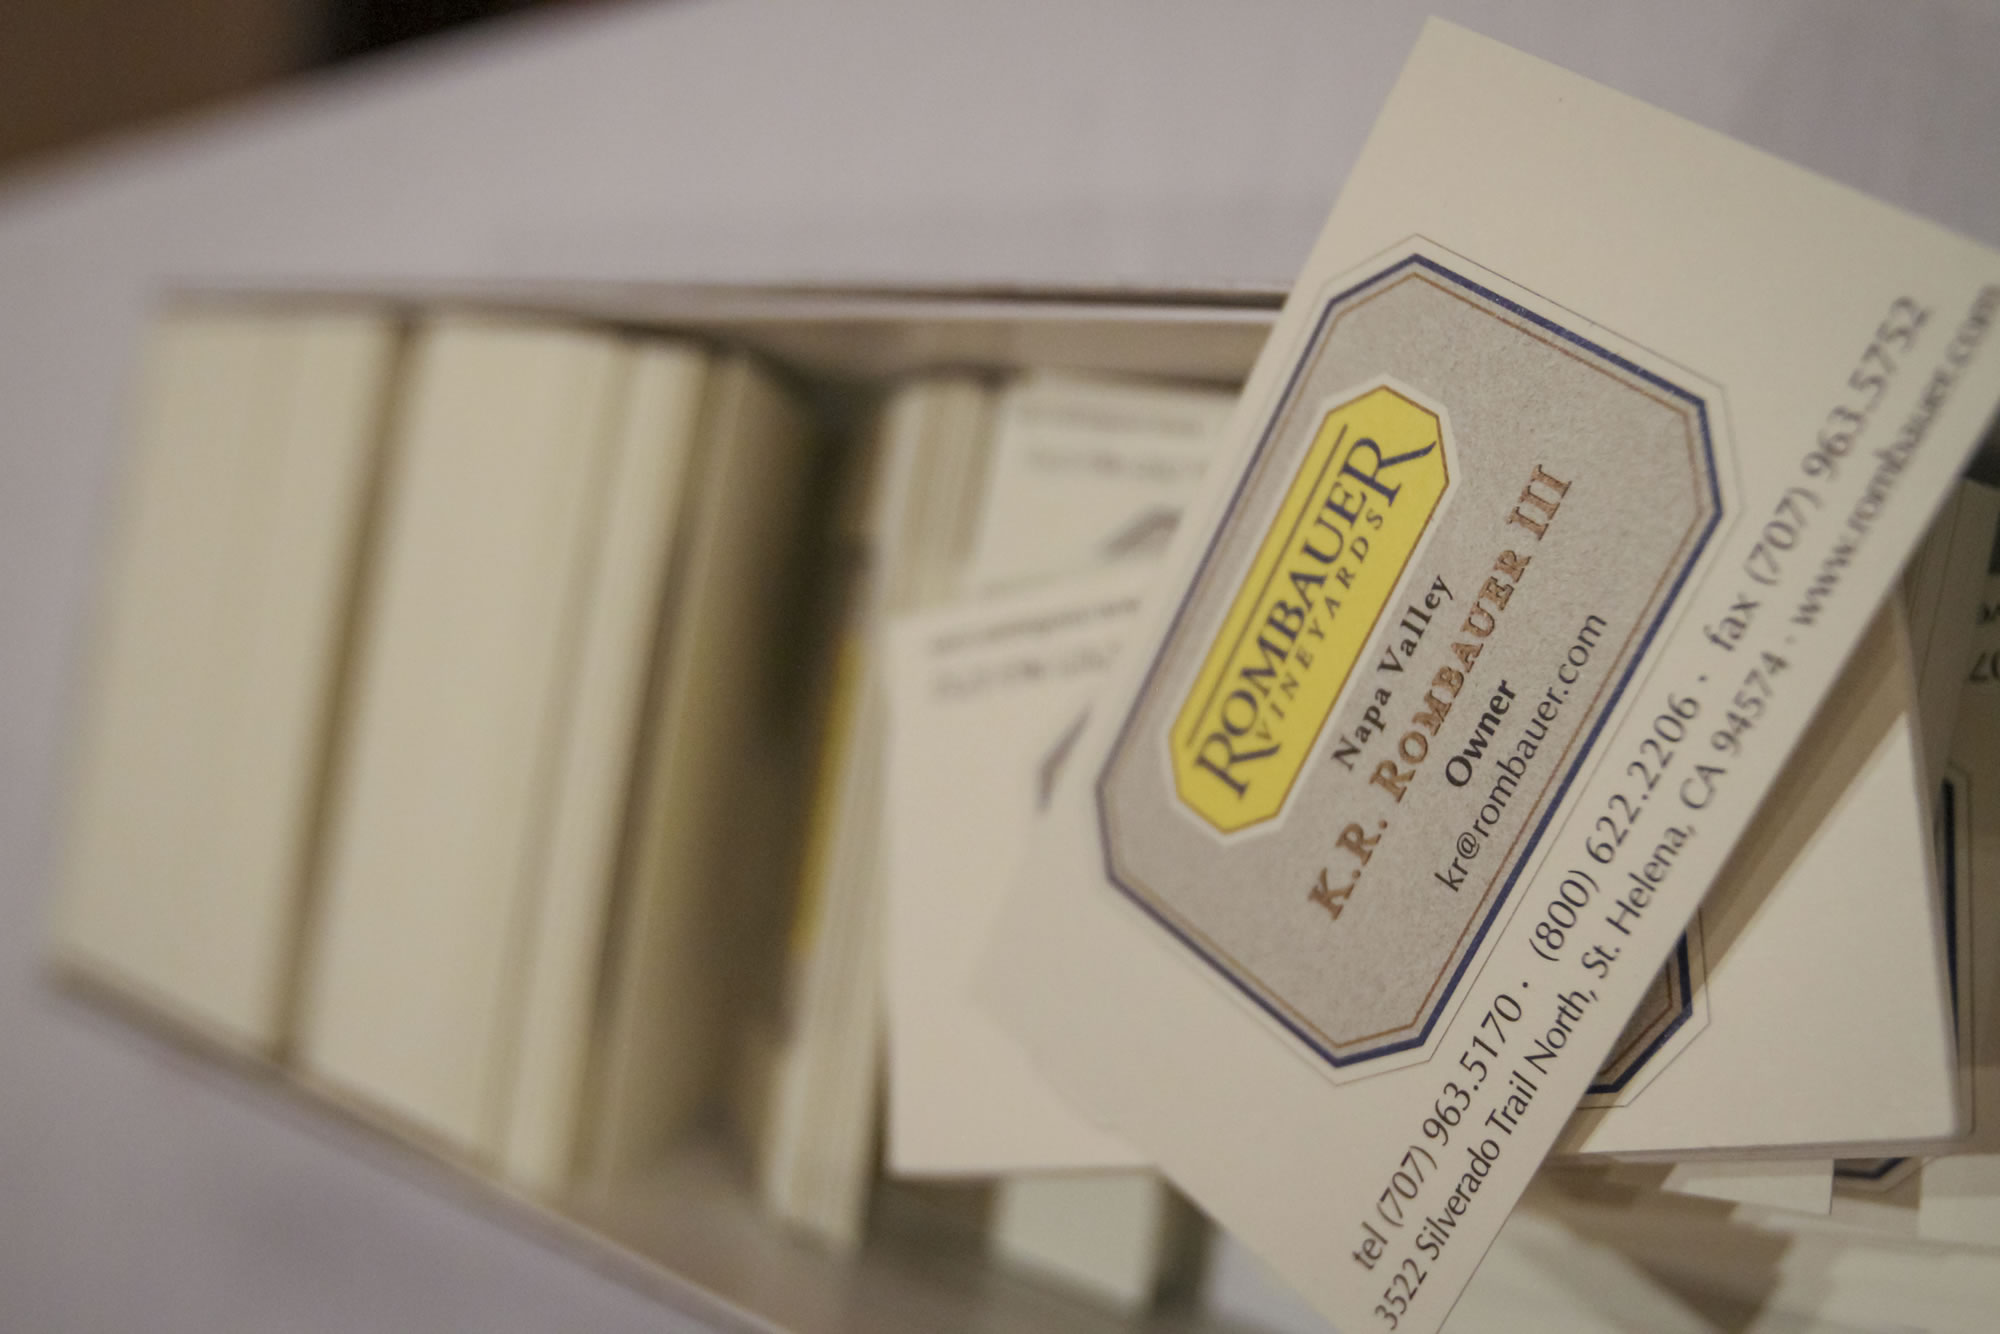 ROMBAUER
VINEYARDS
Napa Valley
K.R. ROMBAUER III
Owner
kr@rombauer.com
tel (707) 963.5170 · (800) 622.2206 · fax (707) 963.5752
3522 Silverado Trail North, St. Helena, CA 94574 · www.rombauer.com